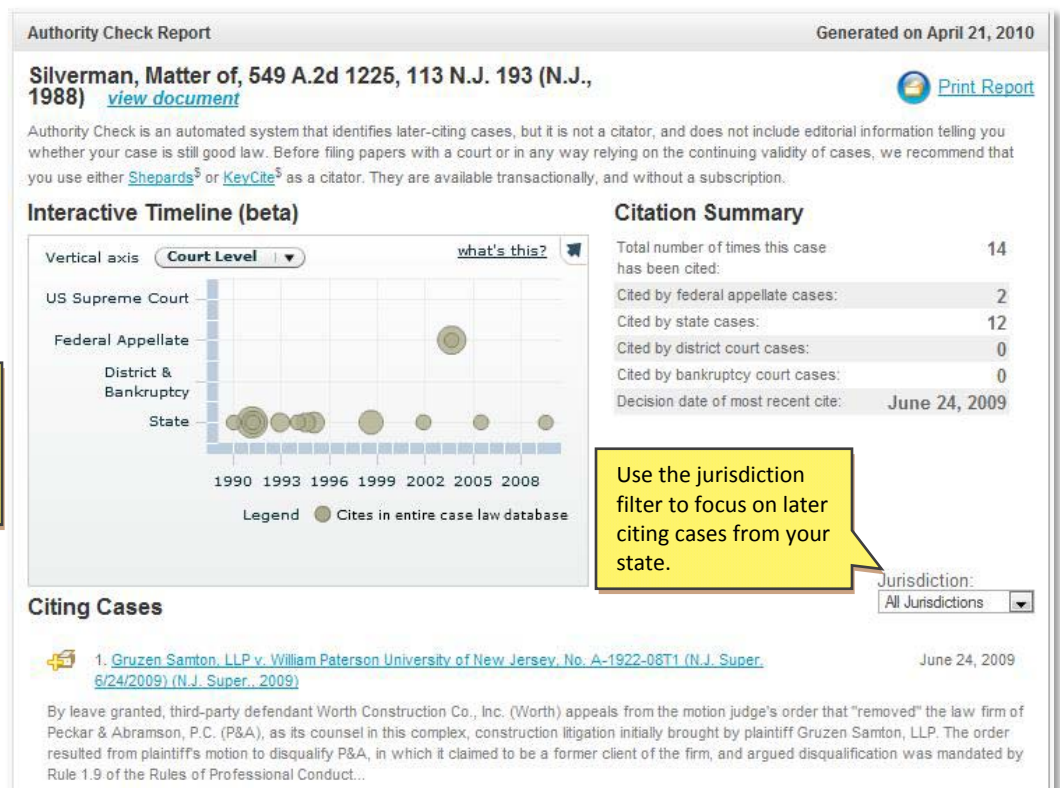 Authority Check Report
Generated on April 21, 2010
Silverman, Matter of, 549 A.2d 1225, 113 N.J. 193 (N.J.,
1988) view document
Print Report
Authority Check is an automated system that identifies later-citing cases, but it is not a citator, and does not include editorial information telling you
whether your case is still good law. Before filing papers with a court or in any way relying on the continuing validity of cases, we recommend that
you use either Shepards$ or KeyCite$ as a citator. They are available transactionally, and without a subscription.
Interactive Timeline (beta)
Vertical axis Court Level
what's this?
US Supreme Court
Federal Appellate
District &
Bankruptcy
State
1990 1993 1996 1999 2002 2005 2008
Legend Cites in entire case law database
Citation Summary
Total number of times this case
has been cited:
14
Cited by federal appellate cases: 2
Cited by state cases: 12
Cited by district court cases: 0
Cited by bankruptcy court cases: 0
Decision date of most recent cite: June 24, 2009
Use the jurisdiction
filter to focus on later
citing cases from your
state.
Jurisdiction:
All Jurisdictions
Citing Cases
1. Gruzen Samton, LLP v. William Paterson University of New Jersey, No. A-1922-08T1 (N.J. Super.
6/24/2009) (N.J. Super., 2009)
June 24, 2009
By leave granted, third-party defendant Worth Construction Co., Inc. (Worth) appeals from the motion judge's order that "removed" the law firm of
Peckar & Abramson, P.C. (P&A), as its counsel in this complex, construction litigation initially brought by plaintiff Gruzen Samton, LLP. The order
resulted from plaintiff's motion to disqualify P&A, in which it claimed to be a former client of the firm, and argued disqualification was mandated by
Rule 1.9 of the Rules of Professional Conduct...